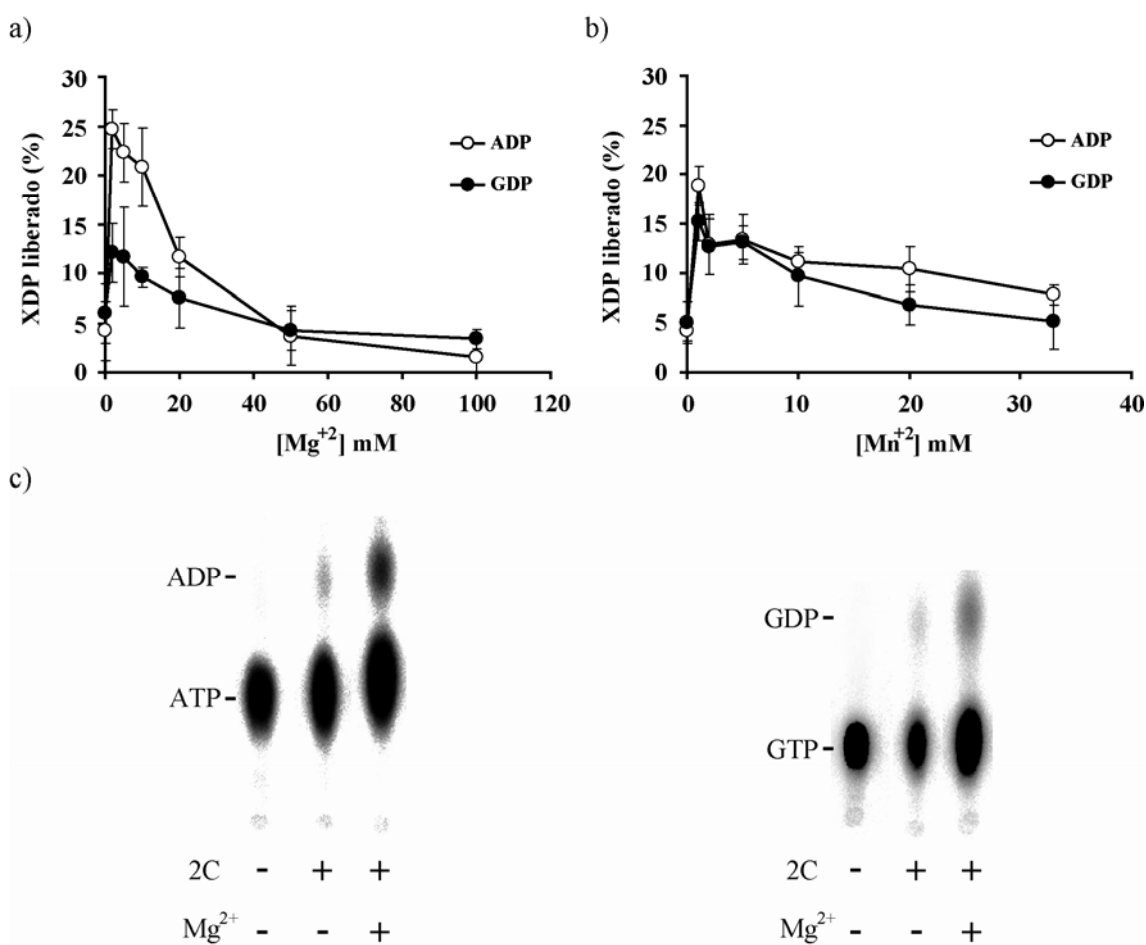 a)
30
25
20
15
10
5
0
XDP liberado (%)
ADP
GDP
0 20 40 60 80 100 120
[Mg+2] mM
b)
30
25
20
15
10
5
0
XDP liberado (%)
ADP
GDP
0 10 20 30 40
[Mn+2] mM
c)
ADP-
ATP-
2C - + +
Mg2+ - - +
GDP-
GTP-
2C - + +
Mg2+ - - +